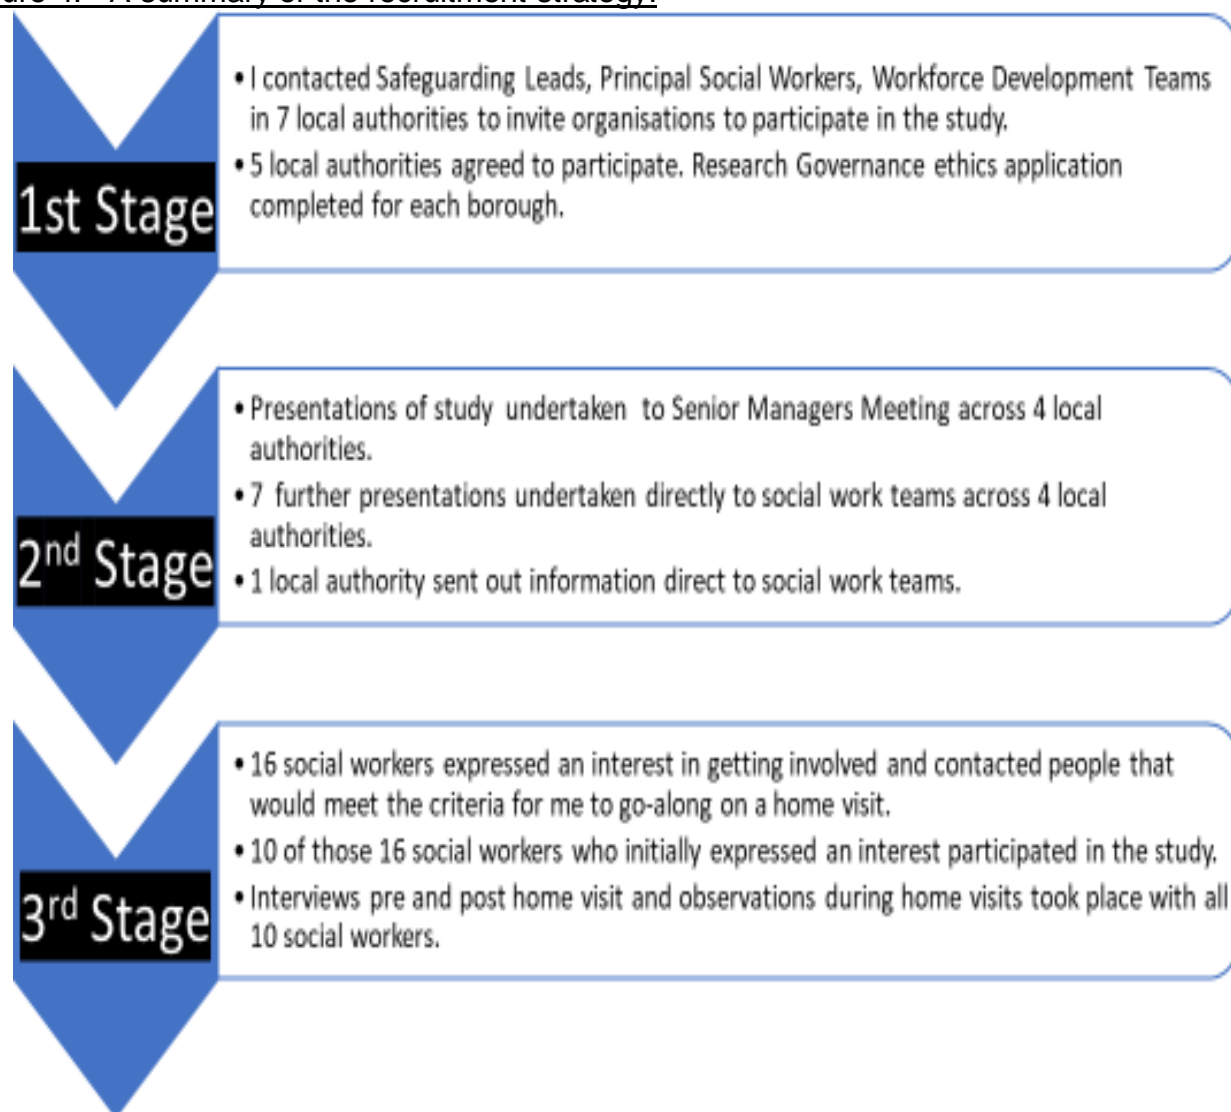 A summary of the recruitment strategy.
• I contacted Safeguarding Leads, Principal Social Workers, Workforce Development Teams
in 7 local authorities to invite organisations to participate in the study.
• 5 local authorities agreed to participate. Research Governance ethics application
completed for each borough.
1st Stage
• Presentations of study undertaken to Senior Managers Meeting across 4 local
authorities.
• 7 further presentations undertaken directly to social work teams across 4 local
authorities.
• 1 local authority sent out information direct to social work teams.
2nd Stage
• 16 social workers expressed an interest in getting involved and contacted people that
would meet the criteria for me to go-along on a home visit.
• 10 of those 16 social workers who initially expressed an interest participated in the study.
• Interviews pre and post home visit and observations during home visits took place with all
10 social workers.
3rd Stage